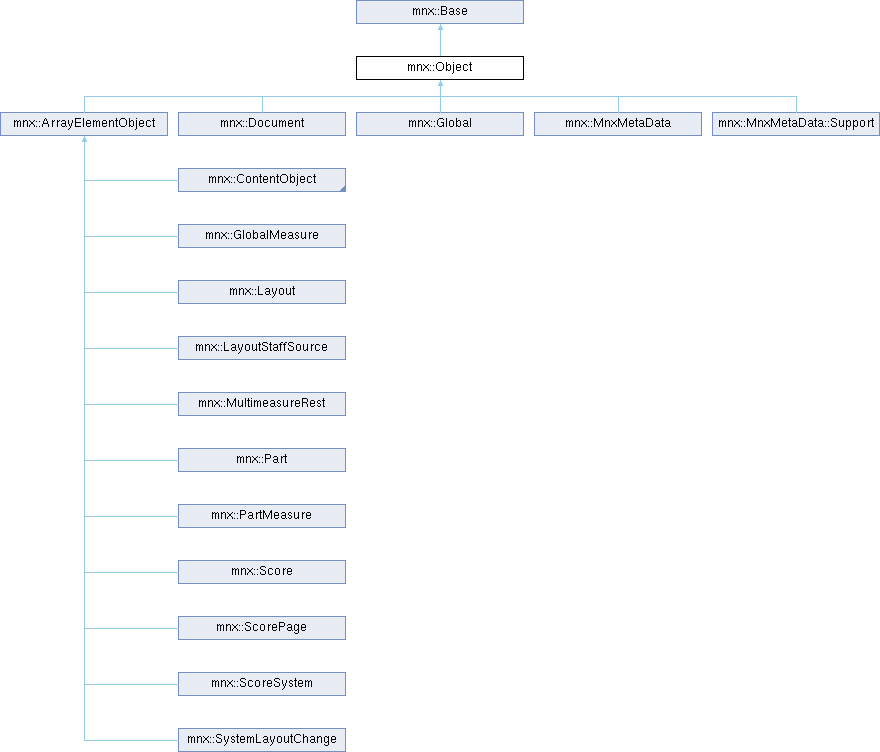 mnx::Base
mnx::Object
mnx::ArrayElementObject
mnx::Document
mnx::Global
mnx::MnxMetaData
mnx::MnxMetaData::Support
mnx::ContentObject
mnx::GlobalMeasure
mnx::Layout
mnx::LayoutStaffSource
mnx::MultimeasureRest
mnx::Part
mnx::PartMeasure
mnx::Score
mnx::ScorePage
mnx::ScoreSystem
mnx::SystemLayoutChange